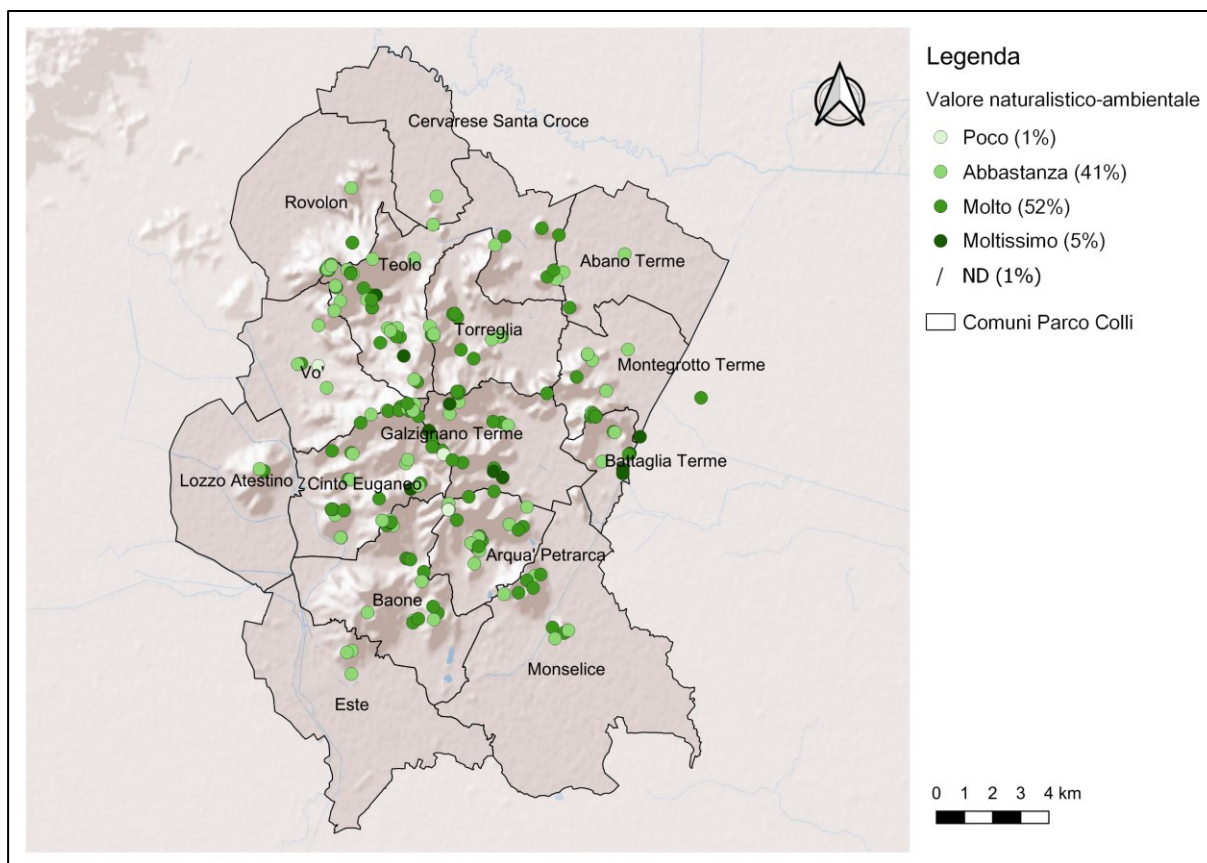 Legenda
Valore naturalistico-ambientale
Poco (1%)
Abbastanza (41%)
Molto (52%)
Moltissimo (5%)
/ ND (1%)
Comuni Parco Colli
Cervarese Santa Croce
Rovolon
Teolo
Abano Terme
Torreglia
Montegrotto Terme
Vo'
Galzignano Terme
Battaglia Terme
Lozzo Atestino
Cinto Euganeo
Arqua' Petrarca
Baone
Monselice
Este
0 1 2 3 4 km